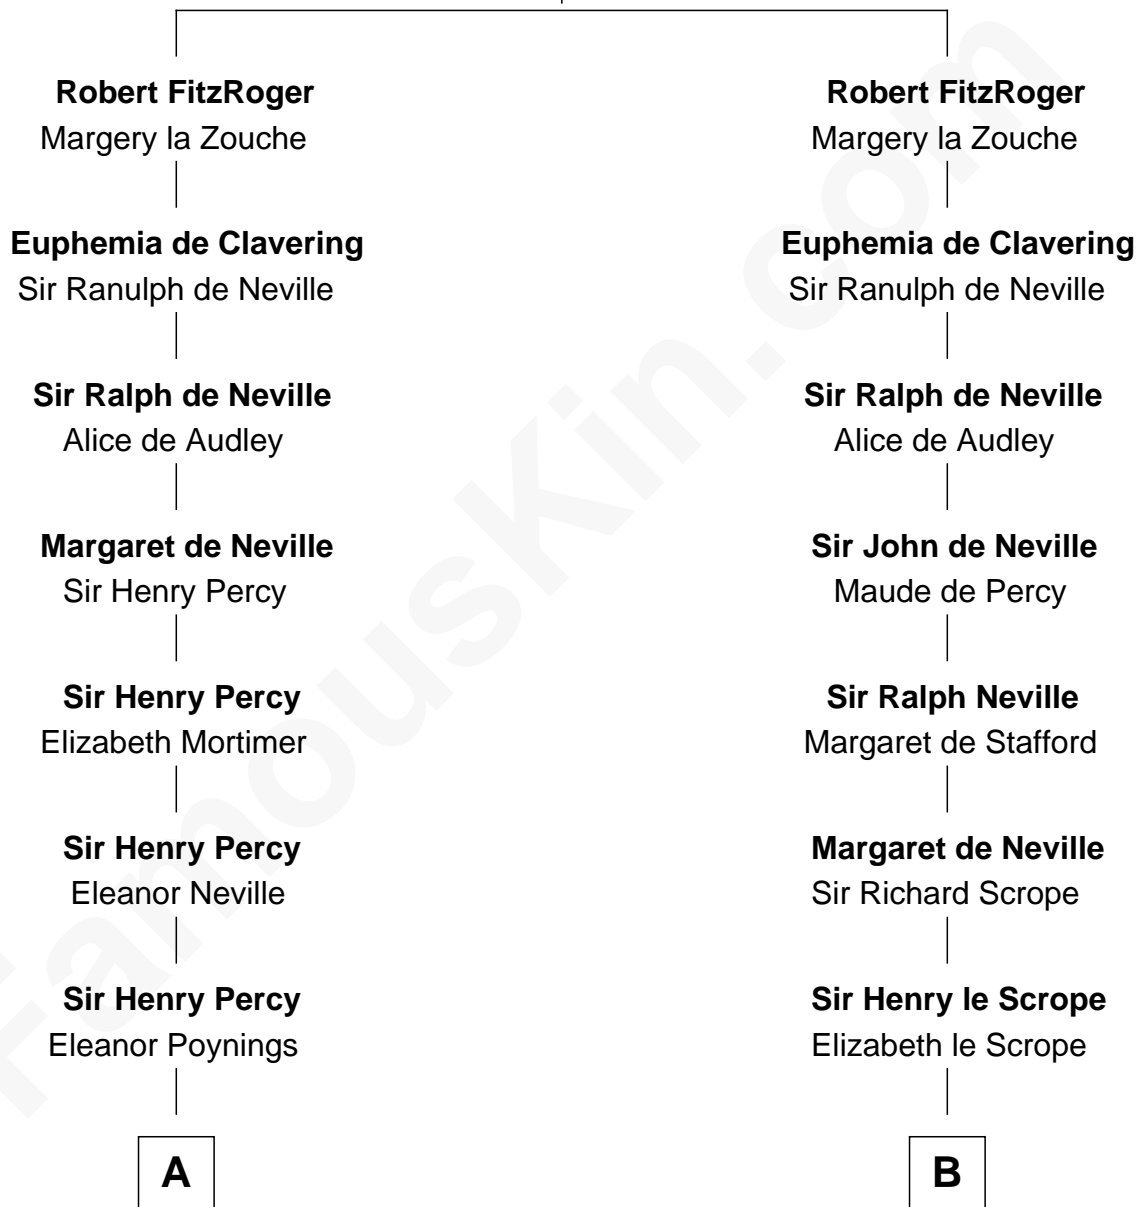 Robert FitzRoger
Margery la Zouche
Euphemia de Clavering
Sir Ranulph de Neville
Sir Ralph de Neville
Alice de Audley
Margaret de Neville
Sir Henry Percy
Sir Henry Percy
Elizabeth Mortimer
Sir Henry Percy
Eleanor Neville
Sir Henry Percy
Eleanor Poynings
A
Robert FitzRoger
Margery la Zouche
Euphemia de Clavering
Sir Ranulph de Neville
Sir Ralph de Neville
Alice de Audley
Sir John de Neville
Maude de Percy
Sir Ralph Neville
Margaret de Stafford
Margaret de Neville
Sir Richard Scrope
Sir Henry le Scrope
Elizabeth le Scrope
B
FamousKin.com